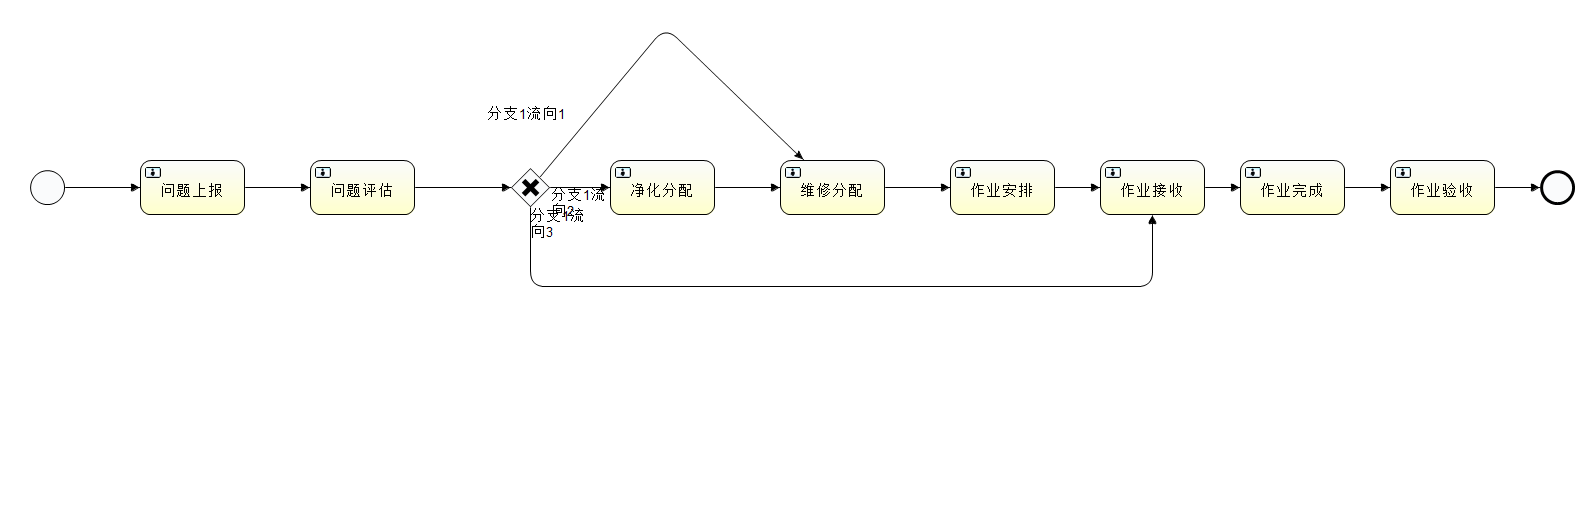 分支1流向1
问题上报
问题评估
净化分配
维修分配
作业安排
作业接收
作业完成
作业验收
分支1流
向2
分支1流
向3